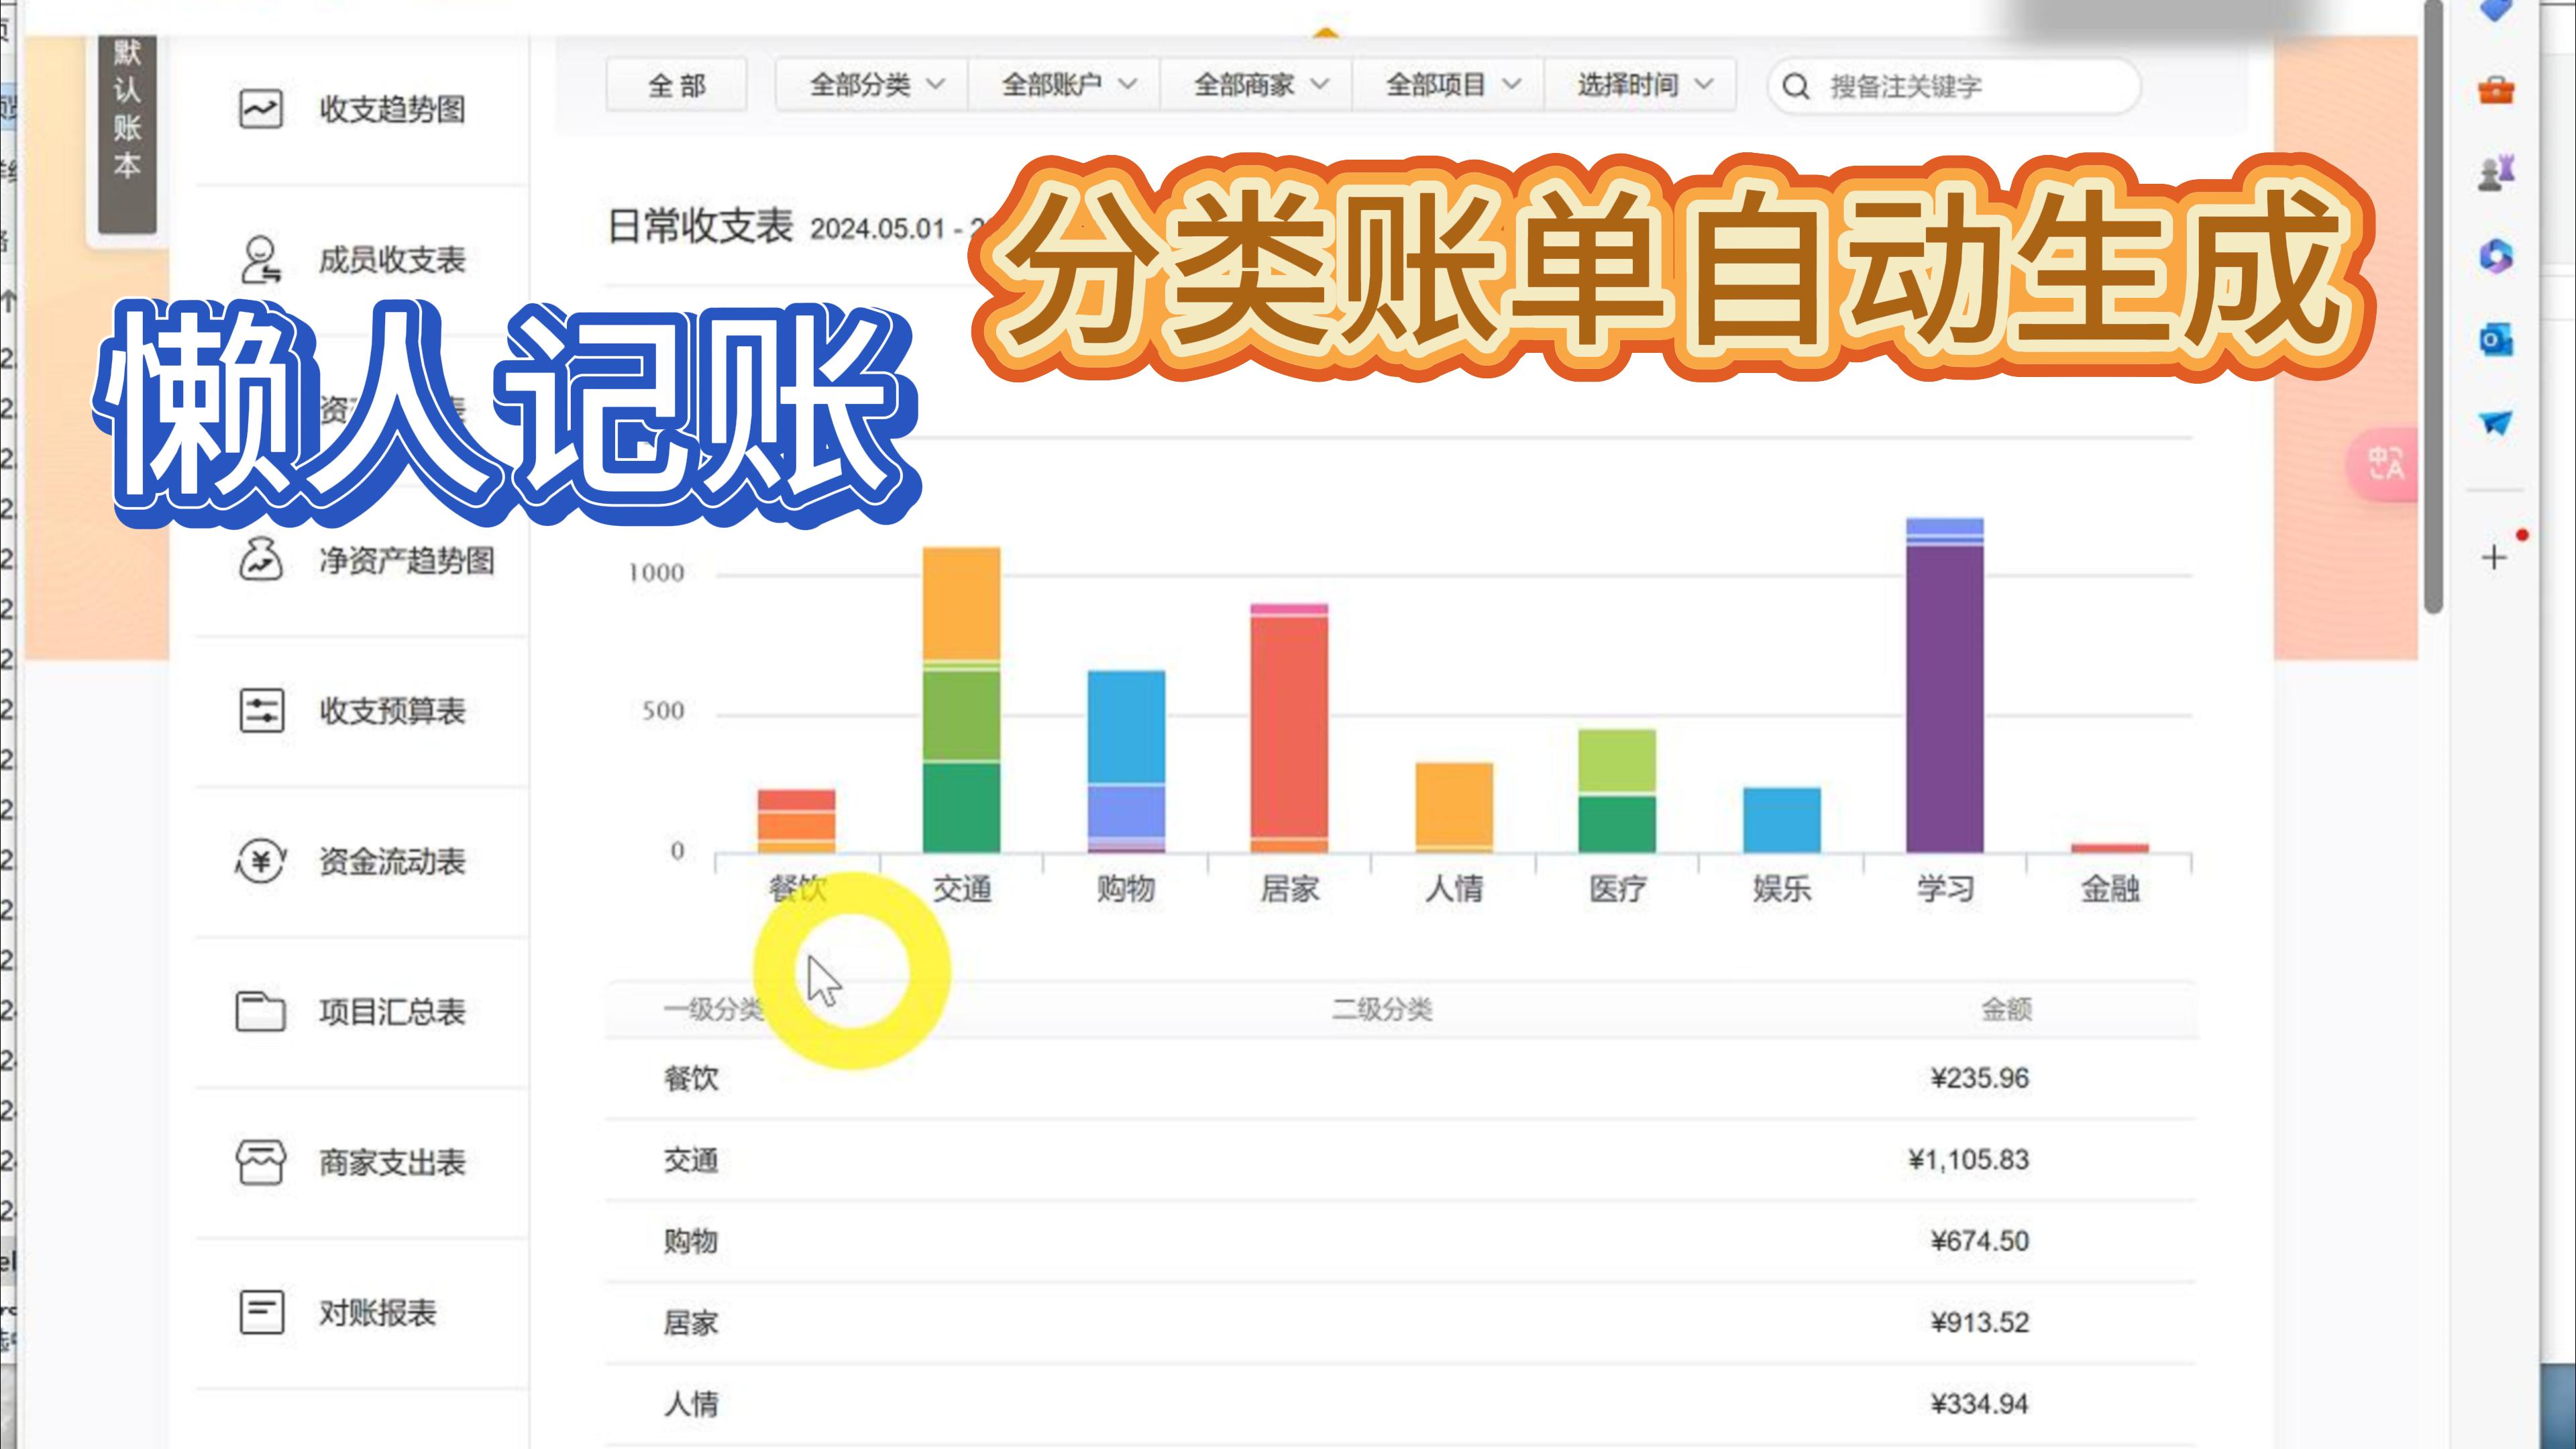 默认账本
全部
全部分类
全部账户
全部商家
全部项目
选择时间
搜备注关键字
收支趋势图
成员收支表
净资产趋势图
收支预算表
资金流动表
项目汇总表
商家支出表
对账报表
日常收支表 2024.05.01 -
分类账单自动生成
懒人记账
1000
500
0
餐饮
交通
购物
居家
人情
医疗
娱乐
学习
金融
一级分类 二级分类 金额
餐饮 ¥235.96
交通 ¥1,105.83
购物 ¥674.50
居家 ¥913.52
人情 ¥334.94